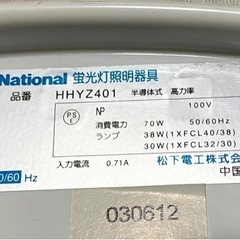 National 蛍光灯照明器具
品番 HHYZ401 半導体式 高力率
PSE NP 100V
消費電力 70W 50/60Hz
ランプ 38W(1XFCL40/38)
30W(1XFCL32/30)
入力電流 0.71A
0/60 Hz
松下電工株式
中国
030612